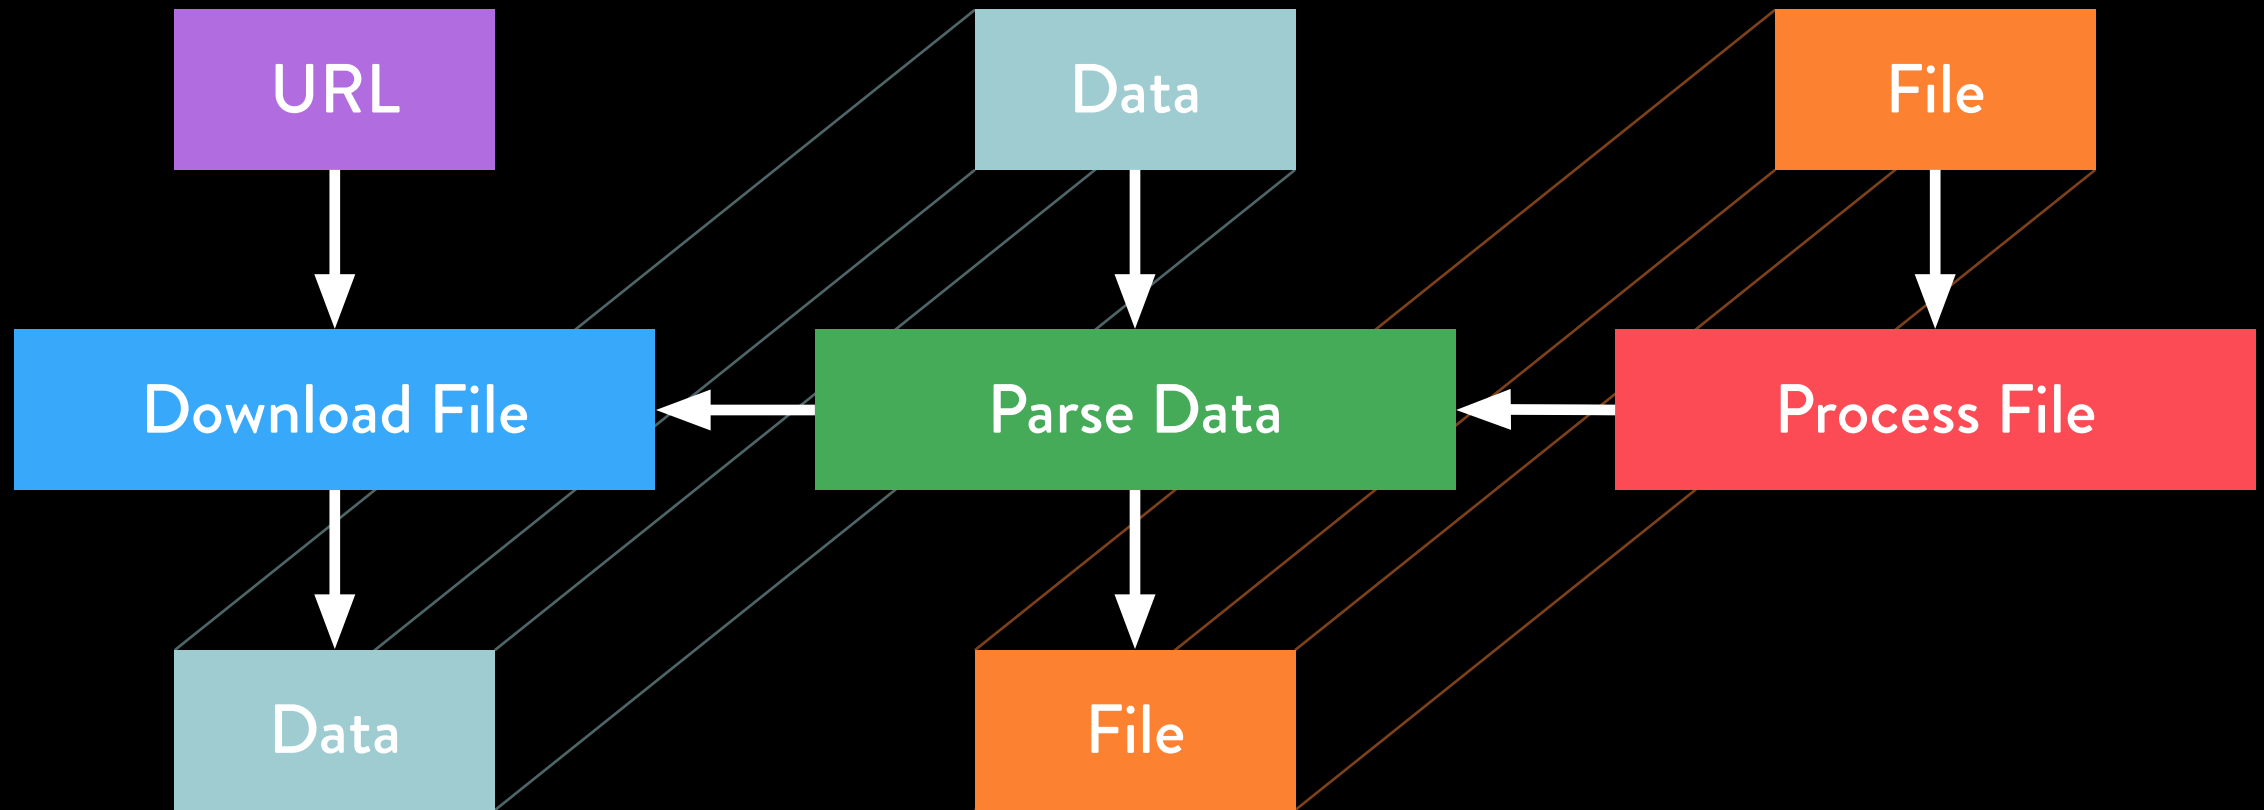 URL
Data
File
Download File
Parse Data
Process File
Data
File